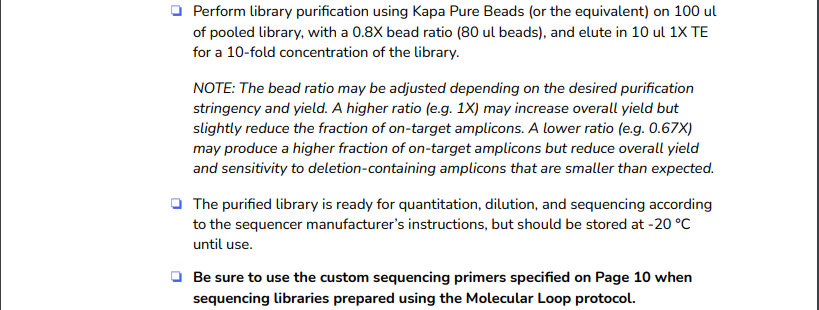 Perform library purification using Kapa Pure Beads (or the equivalent) on 100 ul
of pooled library, with a 0.8X bead ratio (80 ul beads), and elute in 10 ul 1X TE
for a 10-fold concentration of the library.
NOTE: The bead ratio may be adjusted depending on the desired purification
stringency and yield. A higher ratio (e.g. 1X) may increase overall yield but
slightly reduce the fraction of on-target amplicons. A lower ratio (e.g. 0.67X)
may produce a higher fraction of on-target amplicons but reduce overall yield
and sensitivity to deletion-containing amplicons that are smaller than expected.
The purified library is ready for quantitation, dilution, and sequencing according
to the sequencer manufacturer’s instructions, but should be stored at -20 °C
until use.
Be sure to use the custom sequencing primers specified on Page 10 when
sequencing libraries prepared using the Molecular Loop protocol.